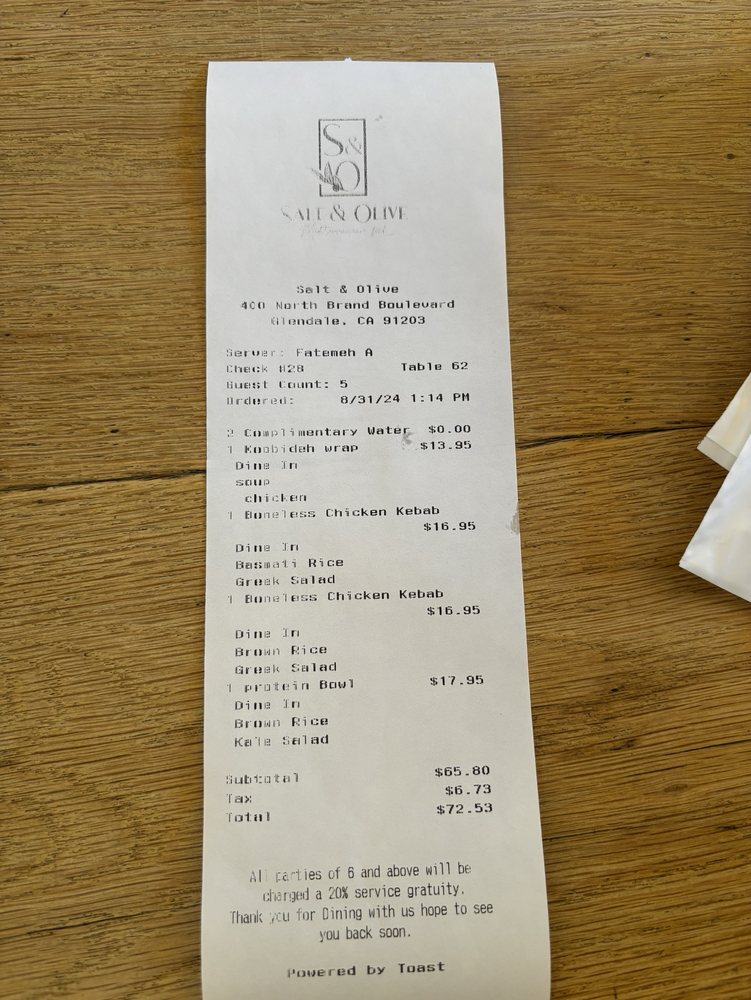 S&
O
SALT & OLIVE
Salt & Olive
400 North Brand Boulevard
Glendale, CA 91203
Server: Fatemeh A
Check #28 Table 62
Guest Count: 5
Ordered: 8/31/24 1:14 PM
2 Complimentary Water $0.00
1 Koobideh wrap $13.95
Dine In
soup
chicken
1 Boneless Chicken Kebab
$16.95
Dine In
Basmati Rice
Greek Salad
1 Boneless Chicken Kebab
$16.95
Dine In
Brown Rice
Greek Salad
1 protein Bowl $17.95
Dine In
Brown Rice
Kale Salad
Subtotal $65.80
Tax $6.73
Total $72.53
All parties of 6 and above will be
charged a 20% service gratuity.
Thank you for Dining with us hope to see
you back soon.
Powered by Toast